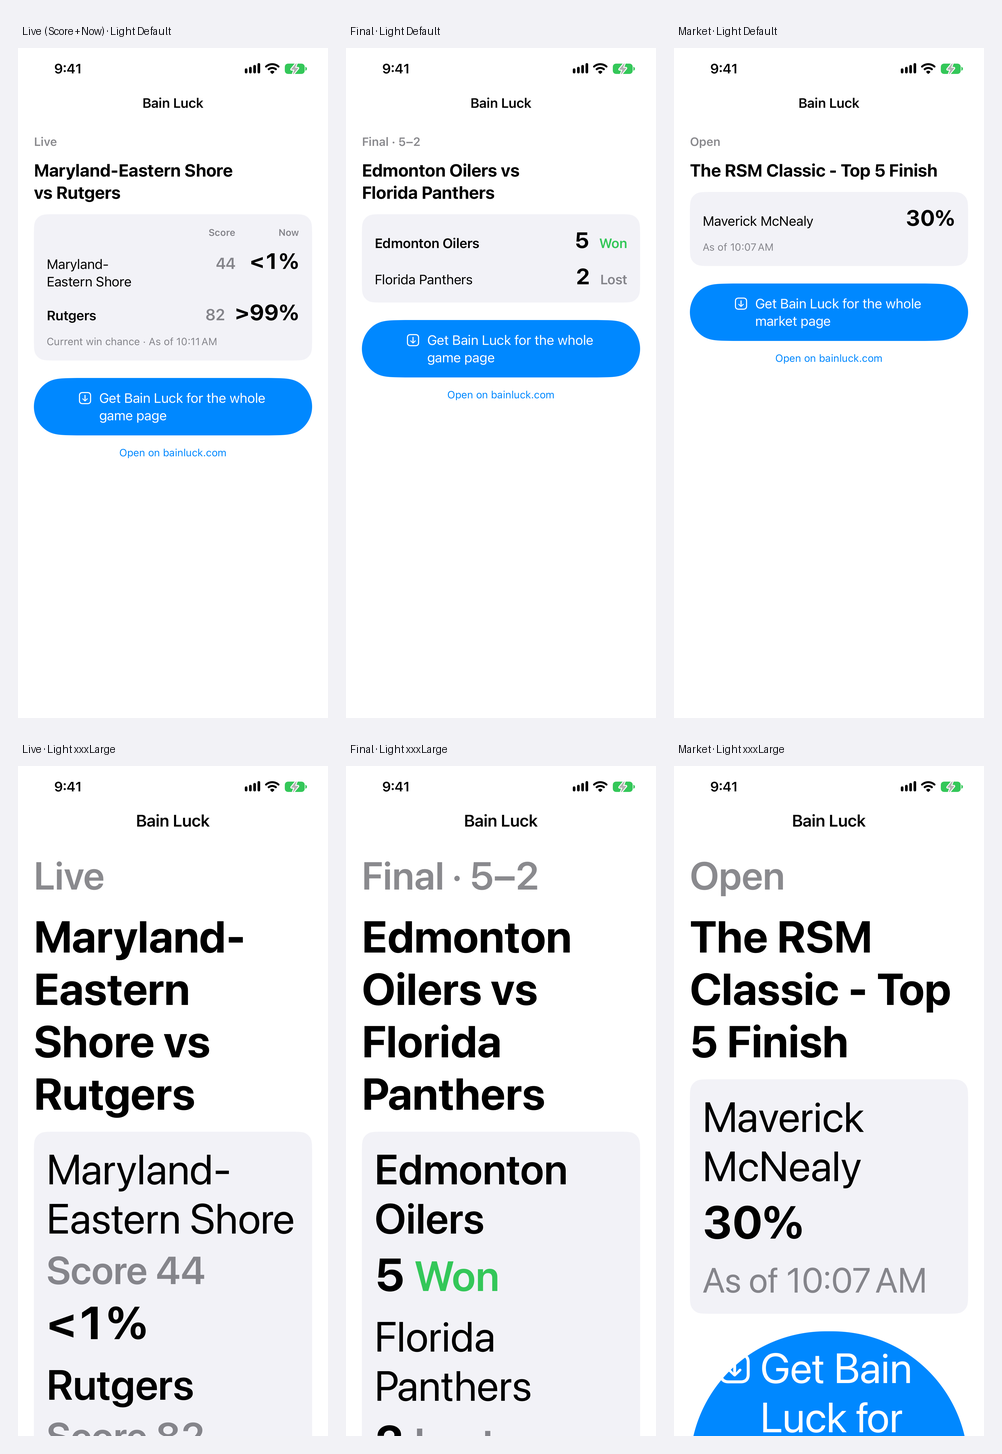 Live (Score+Now) · Light Default
9:41
Bain Luck
Live
Maryland-Eastern Shore
vs Rutgers
Score Now
Maryland-
Eastern Shore 44 <1%
Rutgers 82 >99%
Current win chance · As of 10:11 AM
Get Bain Luck for the whole
game page
Open on bainluck.com
Final · Light Default
9:41
Bain Luck
Final · 5–2
Edmonton Oilers vs
Florida Panthers
Edmonton Oilers 5 Won
Florida Panthers 2 Lost
Get Bain Luck for the whole
game page
Open on bainluck.com
Market · Light Default
9:41
Bain Luck
Open
The RSM Classic - Top 5 Finish
Maverick McNealy 30%
As of 10:07 AM
Get Bain Luck for the whole
market page
Open on bainluck.com
Live · Light xxxLarge
9:41
Bain Luck
Live
Maryland-
Eastern
Shore vs
Rutgers
Maryland-
Eastern Shore
Score 44
<1%
Rutgers
Score 82
Final · Light xxxLarge
9:41
Bain Luck
Final · 5–2
Edmonton
Oilers vs
Florida
Panthers
Edmonton
Oilers
5 Won
Florida
Panthers
Market · Light xxxLarge
9:41
Bain Luck
Open
The RSM
Classic - Top
5 Finish
Maverick
McNealy
30%
As of 10:07 AM
Get Bain
Luck for